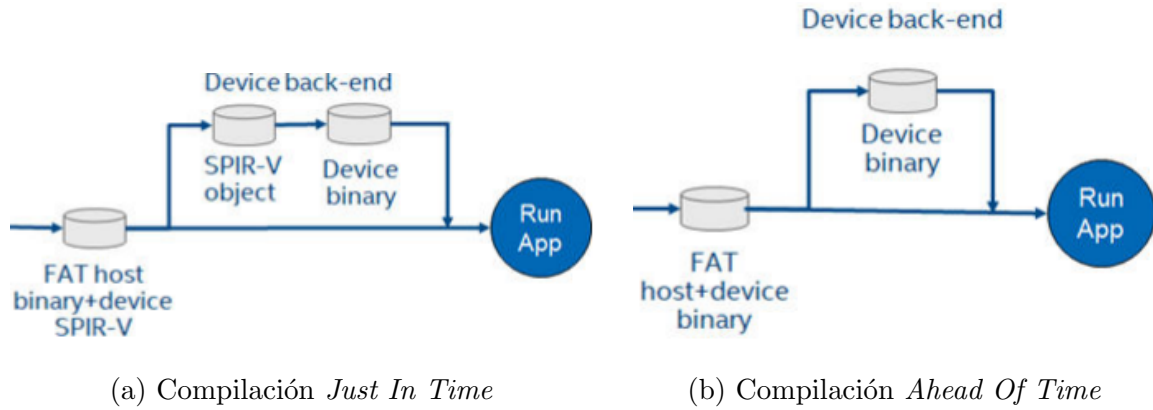 Device back-end
SPIR-V
object
Device
binary
FAT host
binary+device
SPIR-V
Run
App
(a) Compilación Just In Time
Device back-end
Device
binary
FAT
host+device
binary
Run
App
(b) Compilación Ahead Of Time